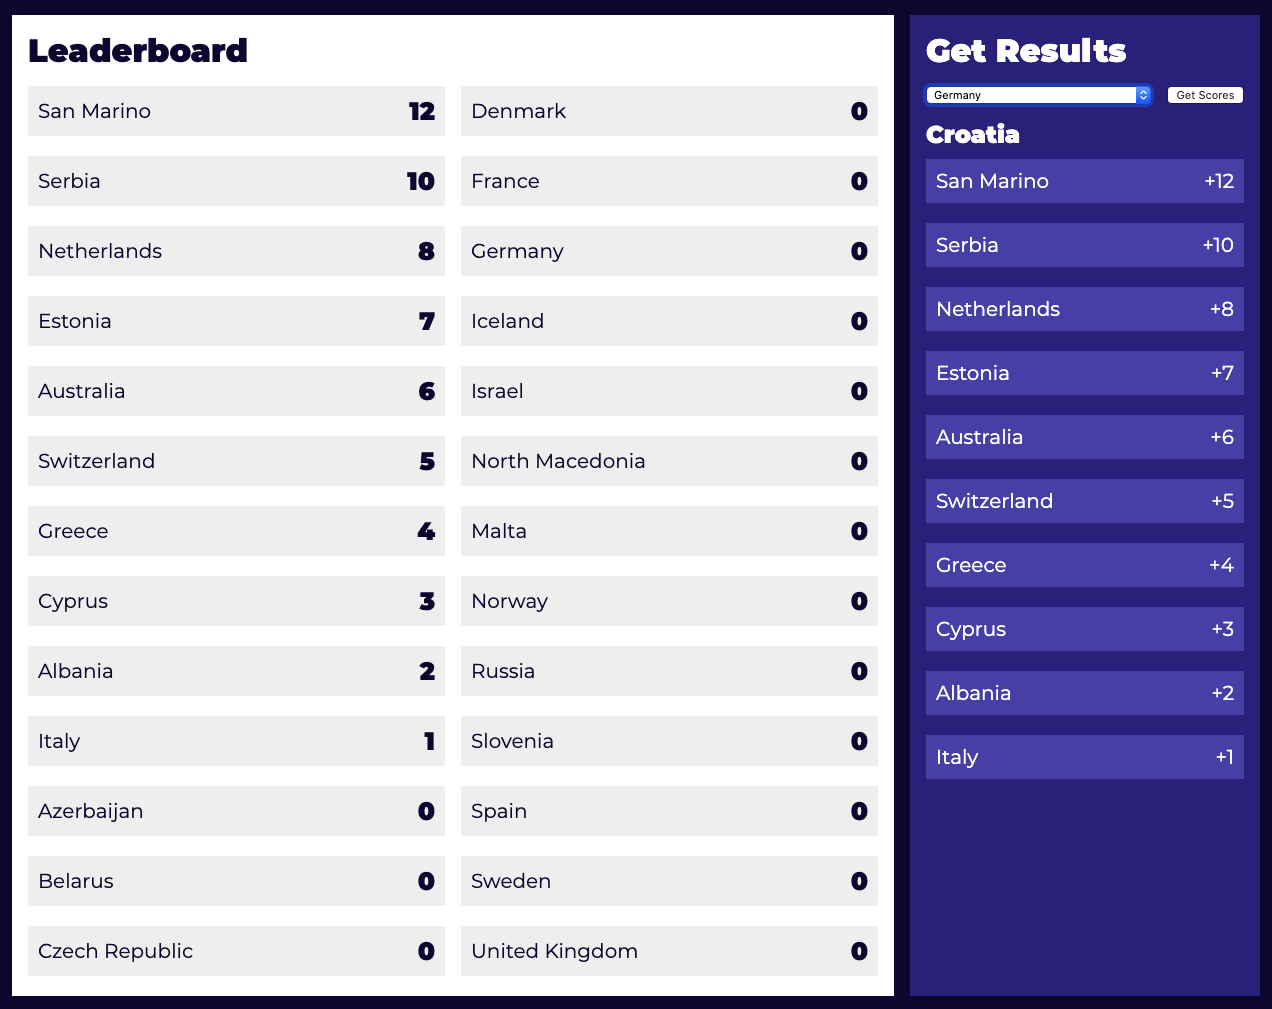 Leaderboard
San Marino 12
Serbia 10
Netherlands 8
Estonia 7
Australia 6
Switzerland 5
Greece 4
Cyprus 3
Albania 2
Italy 1
Azerbaijan 0
Belarus 0
Czech Republic 0
Denmark 0
France 0
Germany 0
Iceland 0
Israel 0
North Macedonia 0
Malta 0
Norway 0
Russia 0
Slovenia 0
Spain 0
Sweden 0
United Kingdom 0
Get Results
Germany Get Scores
Croatia
San Marino +12
Serbia +10
Netherlands +8
Estonia +7
Australia +6
Switzerland +5
Greece +4
Cyprus +3
Albania +2
Italy +1